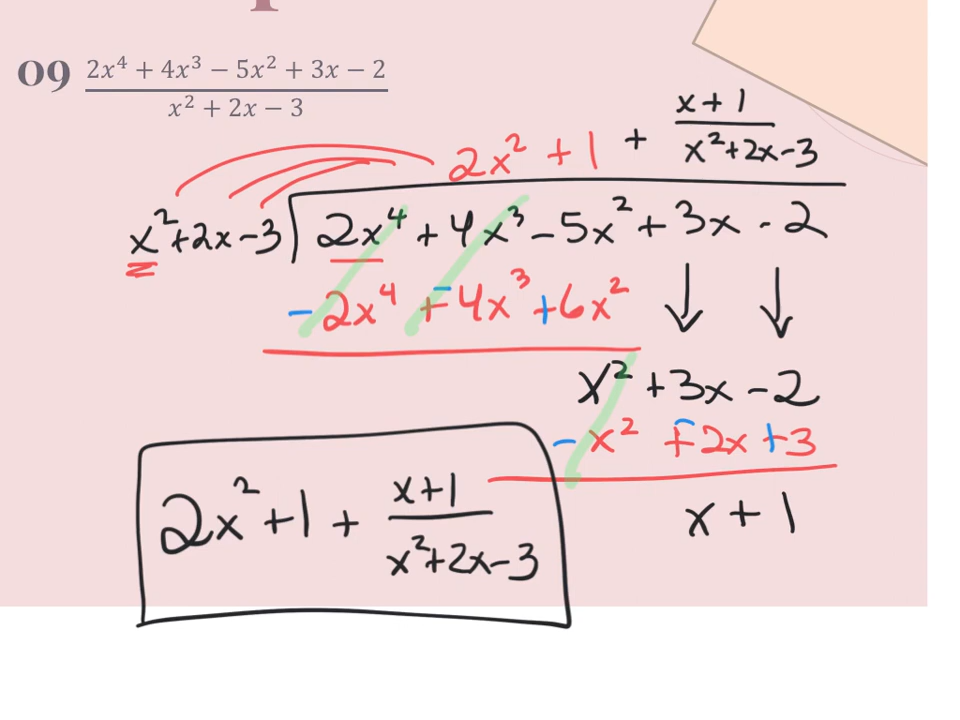 09 (2x⁴ + 4x³ − 5x² + 3x − 2)/(x² + 2x − 3)
2x² + 1 + (x+1)/(x²+2x−3)
x²+2x−3 ) 2x⁴ + 4x³ − 5x² + 3x − 2
−2x⁴ −4x³ +6x²
x² +3x −2
−x² −2x +3
x + 1
2x² + 1 + (x+1)/(x²+2x−3)